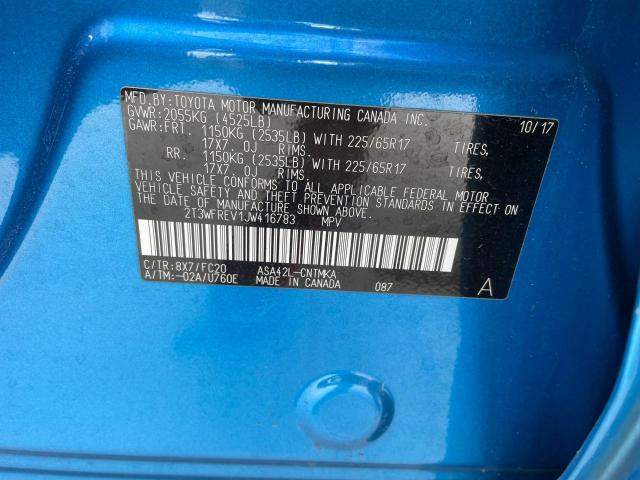 MFD.BY:TOYOTA MOTOR MANUFACTURING CANADA INC. 10/17
GVWR:2055KG (4525LB)
GAWR:FRT. 1150KG (2535LB) WITH 225/65R17 TIRES,
17X7.0J RIMS.
RR. 1150KG (2535LB) WITH 225/65R17 TIRES,
17X7.0J RIMS.
THIS VEHICLE CONFORMS TO ALL APPLICABLE FEDERAL MOTOR
VEHICLE SAFETY AND THEFT PREVENTION STANDARDS IN EFFECT ON
THE DATE OF MANUFACTURE SHOWN ABOVE.
2T3WFREV1JW416783 MPV
C/TR:8X7/FC20 ASA42L-CNTMKA
A/TM:-02A/U760E MADE IN CANADA 087 A